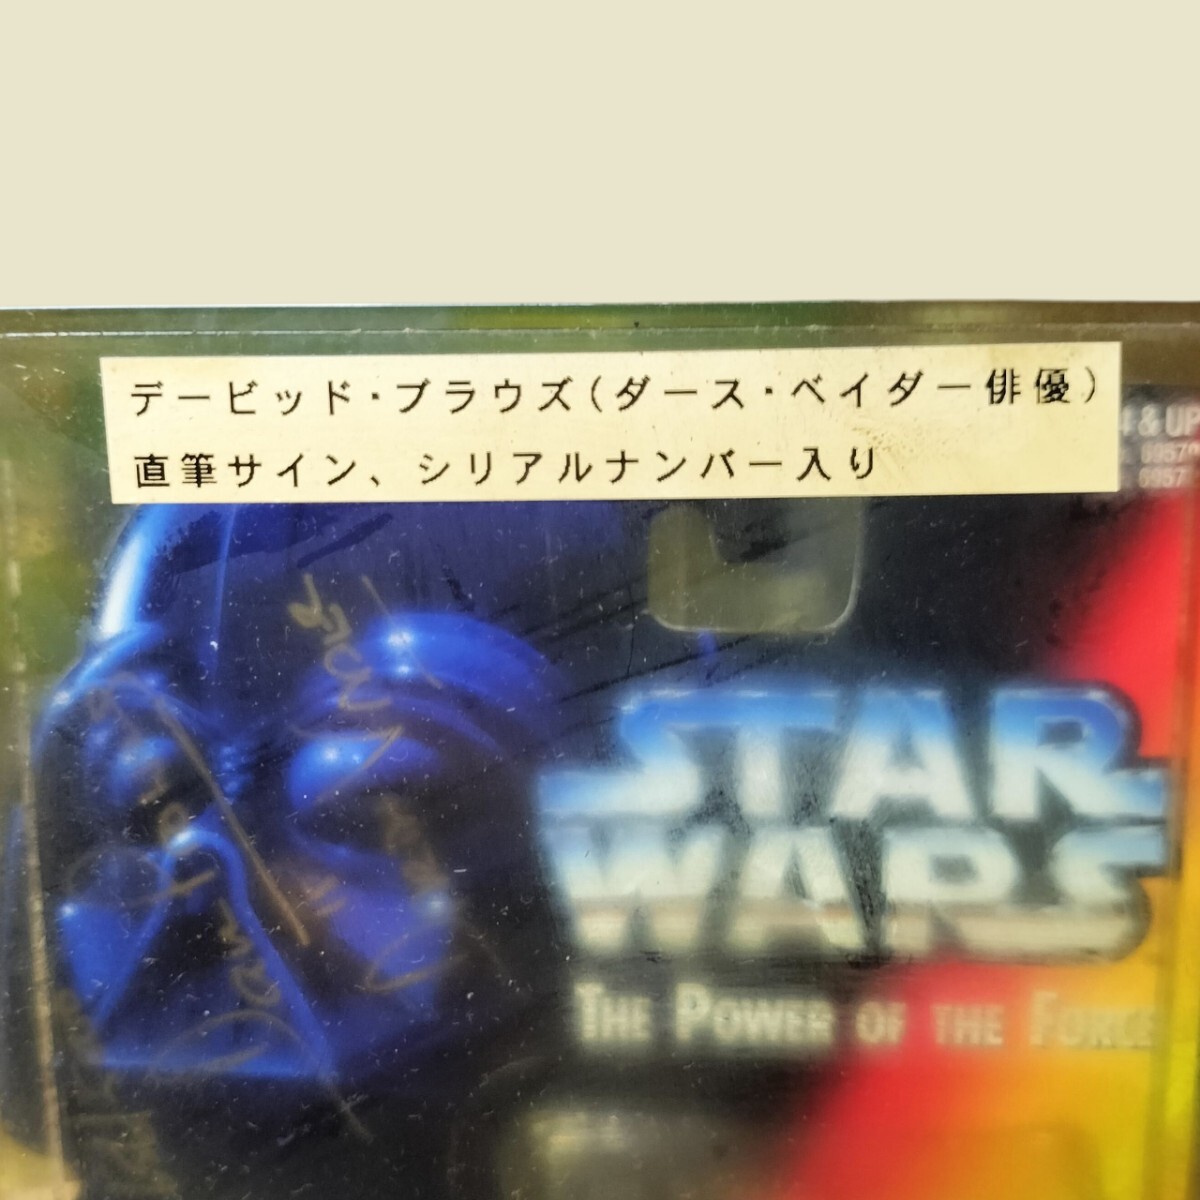 デービッド・プラウズ(ダース・ベイダー俳優)
直筆サイン、シリアルナンバー入り
4 & UP
STAR
WARS
THE POWER OF THE FORCE